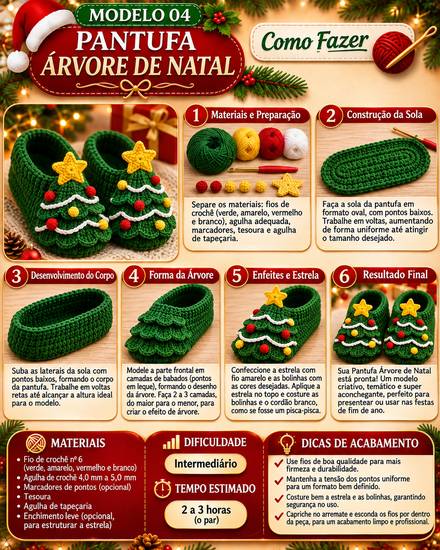 MODELO 04
PANTUFA
ÁRVORE DE NATAL
Como Fazer
1 Materiais e Preparação
Separe os materiais: fios de
crochê (verde, amarelo, vermelho
e branco), agulha adequada,
marcadores, tesoura e agulha
de tapeçaria.
2 Construção da Sola
Faça a sola da pantufa em
formato oval, com pontos baixos.
Trabalhe em voltas, aumentando
de forma uniforme até atingir
o tamanho desejado.
3 Desenvolvimento do Corpo
Suba as laterais da sola com
pontos baixos, formando o corpo
da pantufa. Trabalhe em voltas
retas até alcançar a altura ideal
para o modelo.
4 Forma da Árvore
Modele a parte frontal em
camadas de babados (pontos
em leque), formando o desenho
da árvore. Faça 2 a 3 camadas,
do maior para o menor, para
criar o efeito de árvore.
5 Enfeites e Estrela
Confeccione a estrela com
fio amarelo e as bolinhas com
as cores desejadas. Aplique a
estrela no topo e costure as
bolinhas e o cordão branco,
como se fosse um pisca-pisca.
6 Resultado Final
Sua Pantufa Árvore de Natal
está pronta! Um modelo
criativo, temático e super
aconchegante, perfeito para
presentear ou usar nas festas
de fim de ano.
MATERIAIS
• Fio de crochê nº 6
(verde, amarelo, vermelho e branco)
• Agulha de crochê 4,0 mm a 5,0 mm
• Marcadores de pontos (opcional)
• Tesoura
• Agulha de tapeçaria
• Enchimento leve (opcional,
para estruturar a estrela)
DIFICULDADE
Intermediário
TEMPO ESTIMADO
2 a 3 horas
(o par)
DICAS DE ACABAMENTO
✓ Use fios de boa qualidade para mais
firmeza e durabilidade.
✓ Mantenha a tensão dos pontos uniforme
para um formato bem definido.
✓ Costure bem a estrela e as bolinhas, garantindo
segurança no uso.
✓ Capriche no arremate e esconda os fios por dentro
da peça, para um acabamento limpo e profissional.